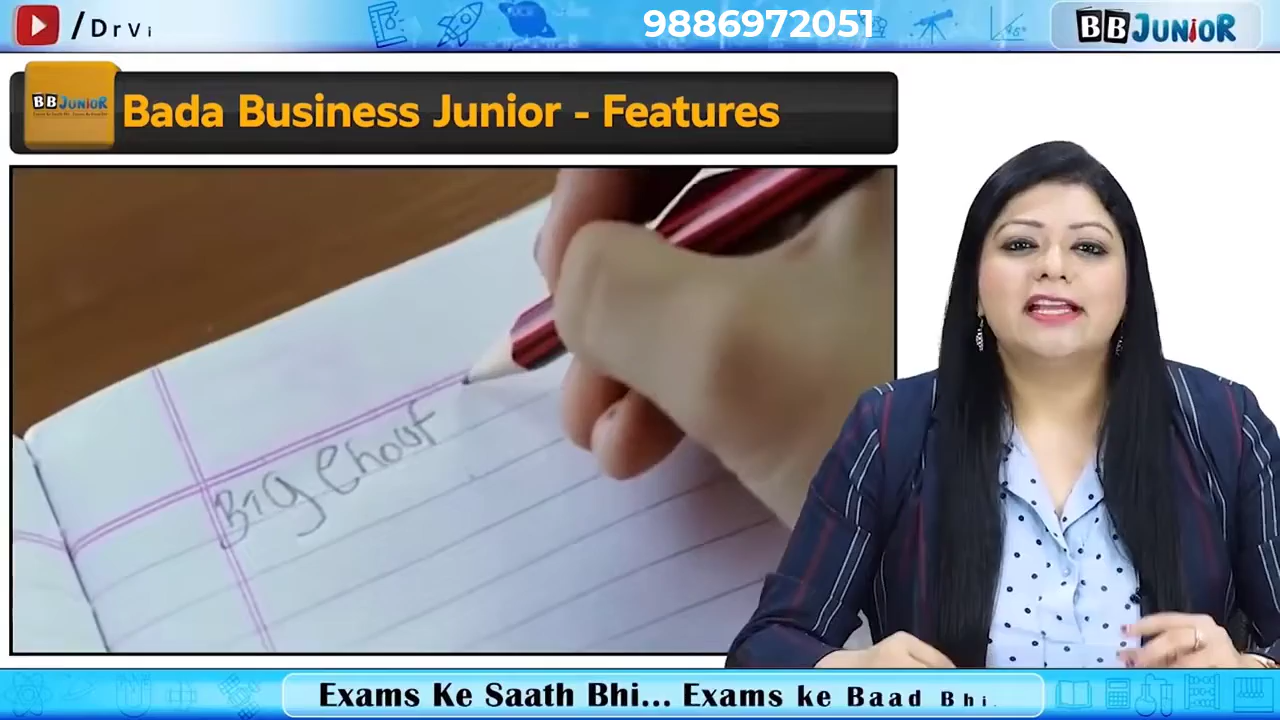 /DrVi
9886972051
BB JUNIOR
BB JUNIOR
Bada Business Junior - Features
Big
Exams Ke Saath Bhi... Exams ke Baad Bhi.